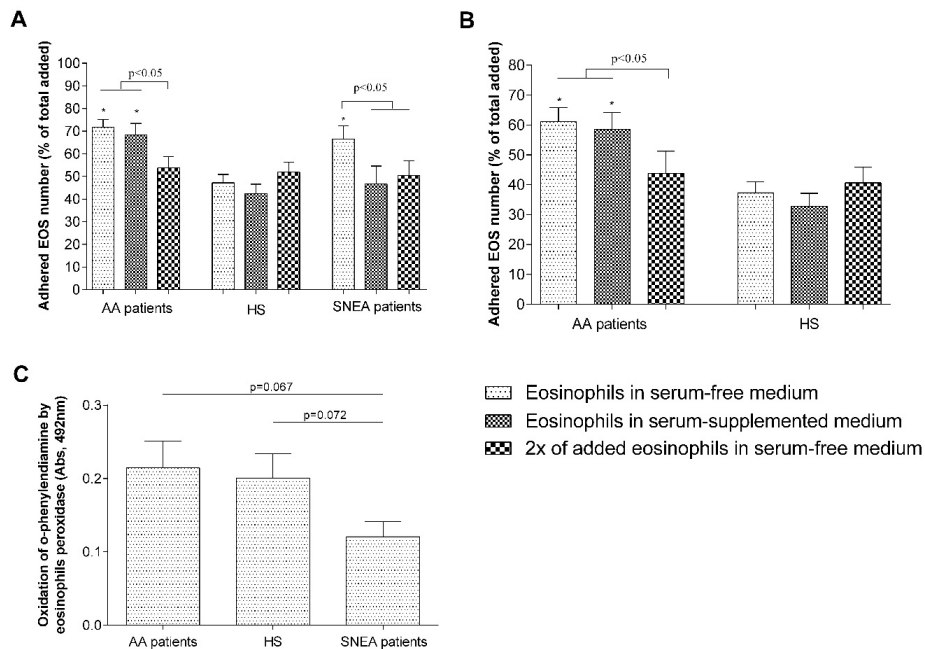 A
Adhered EOS number (% of total added)
100
90
80
70
60
50
40
30
20
10
0
p<0.05
*
*
p<0.05
*
AA patients
HS
SNEA patients
B
Adhered EOS number (% of total added)
80
70
60
50
40
30
20
10
0
p<0.05
*
*
AA patients
HS
C
Oxidation of o-phenylendiamine by
eosinophils peroxidase (Abs, 492nm)
0.3
0.2
0.1
0.0
p=0.067
p=0.072
AA patients
HS
SNEA patients
Eosinophils in serum-free medium
Eosinophils in serum-supplemented medium
2x of added eosinophils in serum-free medium